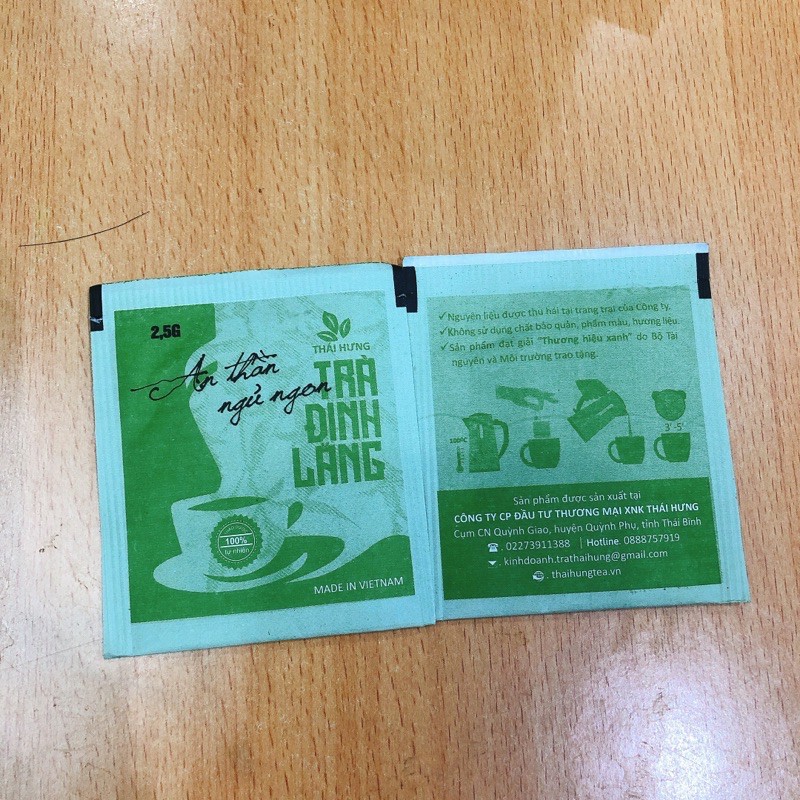 2,5G
THÁI HƯNG
An thần
ngủ ngon
TRÀ
ĐINH
LĂNG
100%
tự nhiên
MADE IN VIETNAM
✓Nguyên liệu được thu hái tại trang trại của Công ty.
✓Không sử dụng chất bảo quản, phẩm màu, hương liệu.
✓Sản phẩm đạt giải "Thương hiệu xanh" do Bộ Tài
nguyên và Môi trường trao tặng.
100°C
3'-5'
Sản phẩm được sản xuất tại
CÔNG TY CP ĐẦU TƯ THƯƠNG MẠI XNK THÁI HƯNG
Cụm CN Quỳnh Giao, huyện Quỳnh Phụ, tỉnh Thái Bình
. 02273911388 | Hotline. 0888757919
. kinhdoanh.trathaihung@gmail.com
. thaihungtea.vn